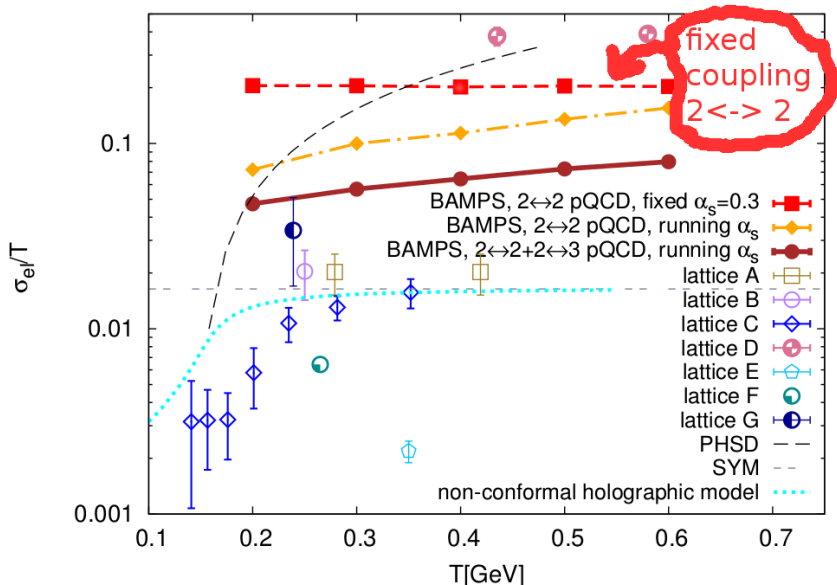 fixed
coupling
2<-> 2
0.1
0.01
0.001
σel/T
BAMPS, 2↔2 pQCD, fixed αs=0.3
BAMPS, 2↔2 pQCD, running αs
BAMPS, 2↔2+2↔3 pQCD, running αs
lattice A
lattice B
lattice C
lattice D
lattice E
lattice F
lattice G
PHSD
SYM
non-conformal holographic model
0.1 0.2 0.3 0.4 0.5 0.6 0.7
T[GeV]